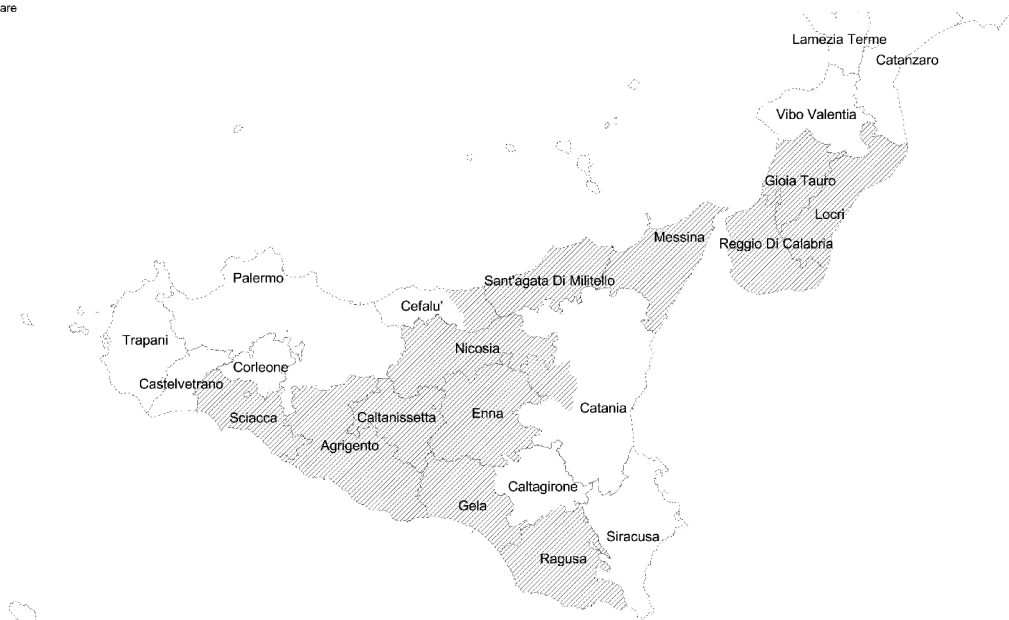 are
Lamezia Terme
Catanzaro
Vibo Valentia
Gioia Tauro
Locri
Messina
Reggio Di Calabria
Palermo
Sant'agata Di Militello
Cefalu'
Trapani
Nicosia
Corleone
Castelvetrano
Catania
Enna
Sciacca
Caltanissetta
Agrigento
Caltagirone
Gela
Siracusa
Ragusa